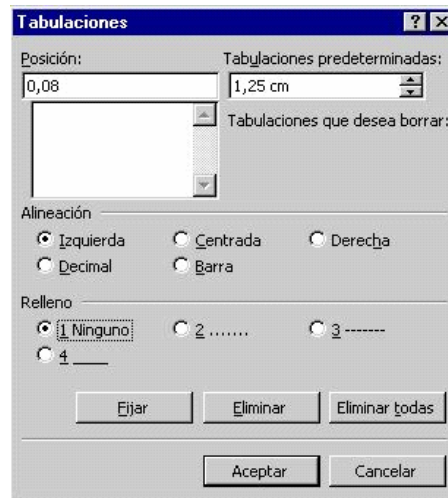 Tabulaciones
Posición: Tabulaciones predeterminadas:
0,08 1,25 cm
Tabulaciones que desea borrar:
Alineación
Izquierda Centrada Derecha
Decimal Barra
Relleno
1 Ninguno 2 ....... 3 -------
4 ____
Fijar Eliminar Eliminar todas
Aceptar Cancelar